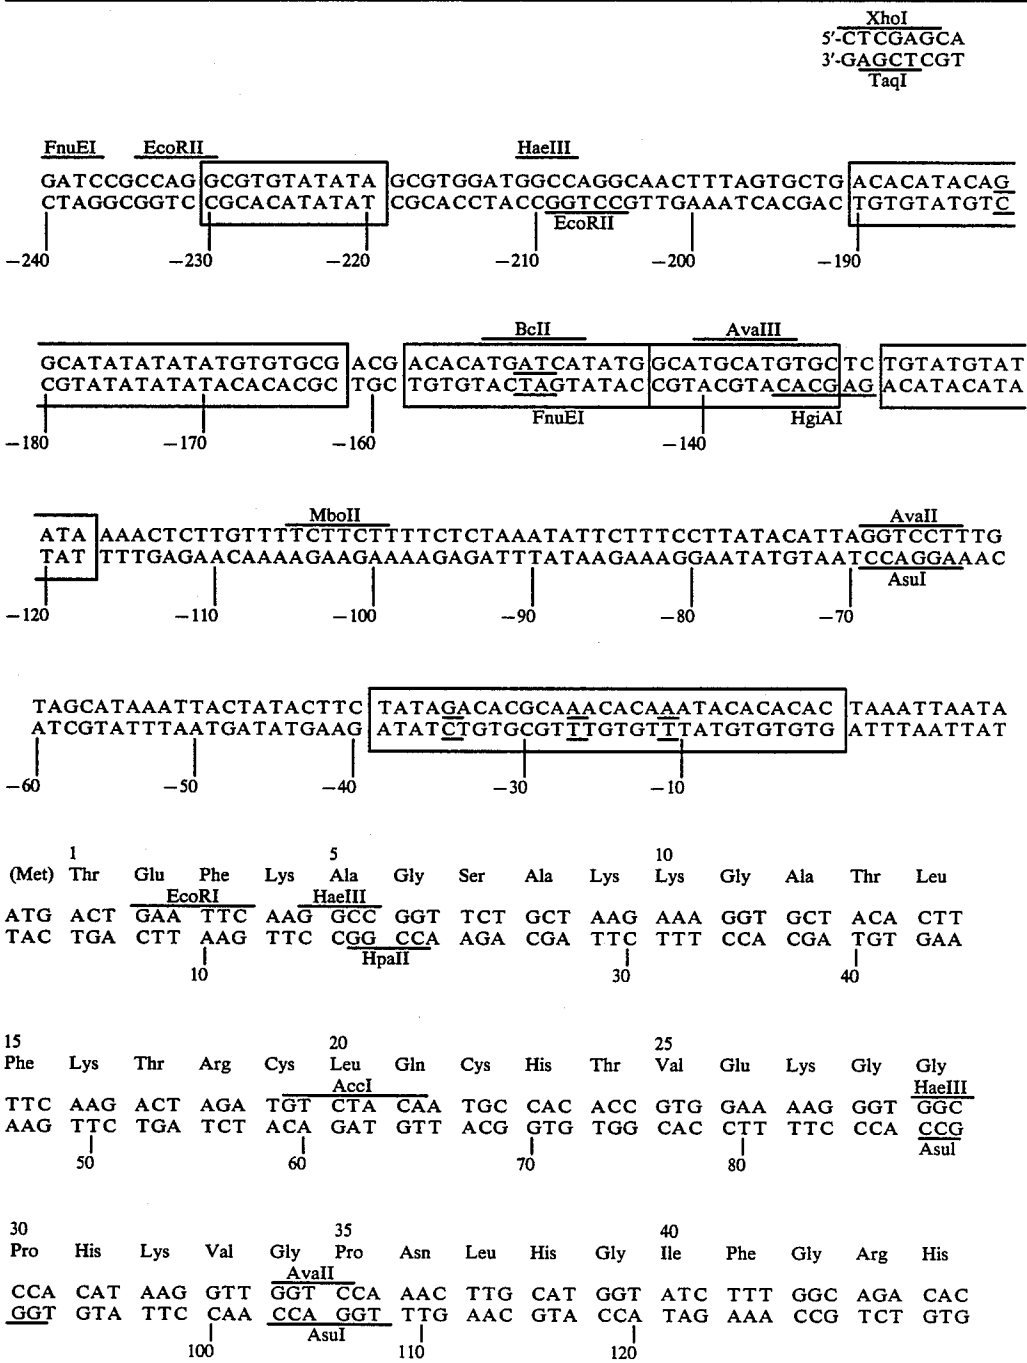 XhoI
5′-CTCGAGCA
3′-GAGCTCGT
TaqI
FnuEI EcoRII HaeIII
GATCCGCCAG GCGTGTATATA GCGTGGATGGCCAGGCAACTTTAGTGCTG ACACATACAG
CTAGGCGGTC CGCACATATAT CGCACCTACCGGTCCGTTGAAATCACGAC TGTGTATGTC
EcoRII
−240 −230 −220 −210 −200 −190
BcII AvaIII
GCATATATATATGTGTGCG ACG ACACATGATCATATG GCATGCATGTGC TC TGTATGTAT
CGTATATATATACACACGC TGC TGTGTACTAGTATAC CGTACGTACACG AG ACATACATA
FnuEI HgiAI
−180 −170 −160 −140
MboII AvaII
ATA AAACTCTTGTTTTCTTCTTTTCTCTAAATATTCTTTCCTTATACATTAGGTCCTTTG
TAT TTTGAGAACAAAAGAAGAAAAGAGATTTATAAGAAAGGAATATGTAATCCAGGAAAC
AsuI
−120 −110 −100 −90 −80 −70
TAGCATAAATTACTATACTTC TATAGACACGCAAACACAAATACACACAC TAAATTAATA
ATCGTATTTAATGATATGAAG ATATCTGTGCGTTTGTGTTTATGTGTGTG ATTTAATTAT
−60 −50 −40 −30 −10
1 5 10
(Met) Thr Glu Phe Lys Ala Gly Ser Ala Lys Lys Gly Ala Thr Leu
EcoRI HaeIII
ATG ACT GAA TTC AAG GCC GGT TCT GCT AAG AAA GGT GCT ACA CTT
TAC TGA CTT AAG TTC CGG CCA AGA CGA TTC TTT CCA CGA TGT GAA
HpaII
10 30 40
15 20 25
Phe Lys Thr Arg Cys Leu Gln Cys His Thr Val Glu Lys Gly Gly
AccI HaeIII
TTC AAG ACT AGA TGT CTA CAA TGC CAC ACC GTG GAA AAG GGT GGC
AAG TTC TGA TCT ACA GAT GTT ACG GTG TGG CAC CTT TTC CCA CCG
AsuI
50 60 70 80
30 35 40
Pro His Lys Val Gly Pro Asn Leu His Gly Ile Phe Gly Arg His
AvaII
CCA CAT AAG GTT GGT CCA AAC TTG CAT GGT ATC TTT GGC AGA CAC
GGT GTA TTC CAA CCA GGT TTG AACGTA CCA TAG AAA CCG TCT GTG
AsuI
100 110 120